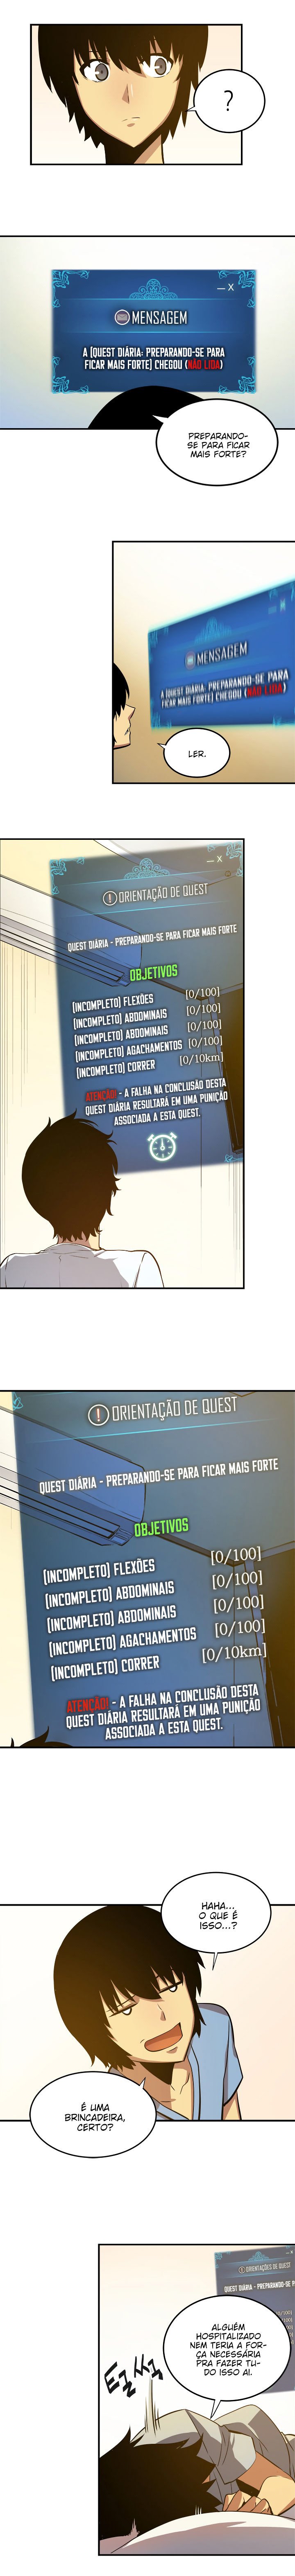 ?
MENSAGEM
A [QUEST DIÁRIA: PREPARANDO-SE PARA
FICAR MAIS FORTE] CHEGOU (NÃO LIDA)
PREPARANDO-
SE PARA FICAR
MAIS FORTE?
MENSAGEM
A [QUEST DIÁRIA: PREPARANDO-SE PARA
FICAR MAIS FORTE] CHEGOU (NÃO LIDA)
LER.
! ORIENTAÇÃO DE QUEST
QUEST DIÁRIA - PREPARANDO-SE PARA FICAR MAIS FORTE
OBJETIVOS
(INCOMPLETO) FLEXÕES [0/100]
(INCOMPLETO) ABDOMINAIS [0/100]
(INCOMPLETO) ABDOMINAIS [0/100]
(INCOMPLETO) AGACHAMENTOS [0/100]
(INCOMPLETO) CORRER [0/10km]
ATENÇÃO! - A FALHA NA CONCLUSÃO DESTA
QUEST DIÁRIA RESULTARÁ EM UMA PUNIÇÃO
ASSOCIADA A ESTA QUEST.
! ORIENTAÇÃO DE QUEST
QUEST DIÁRIA - PREPARANDO-SE PARA FICAR MAIS FORTE
OBJETIVOS
(INCOMPLETO) FLEXÕES [0/100]
(INCOMPLETO) ABDOMINAIS [0/100]
(INCOMPLETO) ABDOMINAIS [0/100]
(INCOMPLETO) AGACHAMENTOS [0/100]
(INCOMPLETO) CORRER [0/10km]
ATENÇÃO! - A FALHA NA CONCLUSÃO DESTA
QUEST DIÁRIA RESULTARÁ EM UMA PUNIÇÃO
ASSOCIADA A ESTA QUEST.
HAHA...
O QUE É
ISSO...?
É UMA
BRINCADEIRA,
CERTO?
! ORIENTAÇÕES DE QUEST
QUEST DIÁRIA - PREPARANDO-SE P
ALGUÉM
HOSPITALIZADO
NEM TERIA A FOR-
ÇA NECESSÁRIA
PRA FAZER TU-
DO ISSO AI.